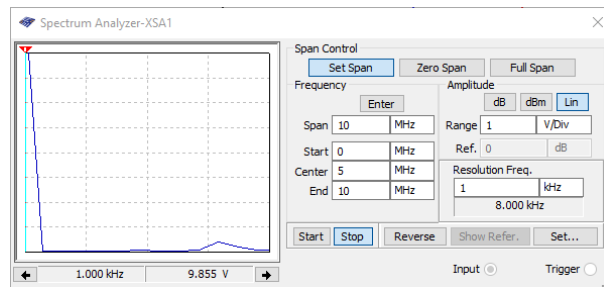 Spectrum Analyzer-XSA1
Span Control
Set Span Zero Span Full Span
Frequency
Enter
Span 10 MHz
Start 0 MHz
Center 5 MHz
End 10 MHz
Amplitude
dB dBm Lin
Range 1 V/Div
Ref. 0 dB
Resolution Freq.
1 kHz
8.000 kHz
Start Stop Reverse Show Refer. Set...
1.000 kHz 9.855 V
Input Trigger